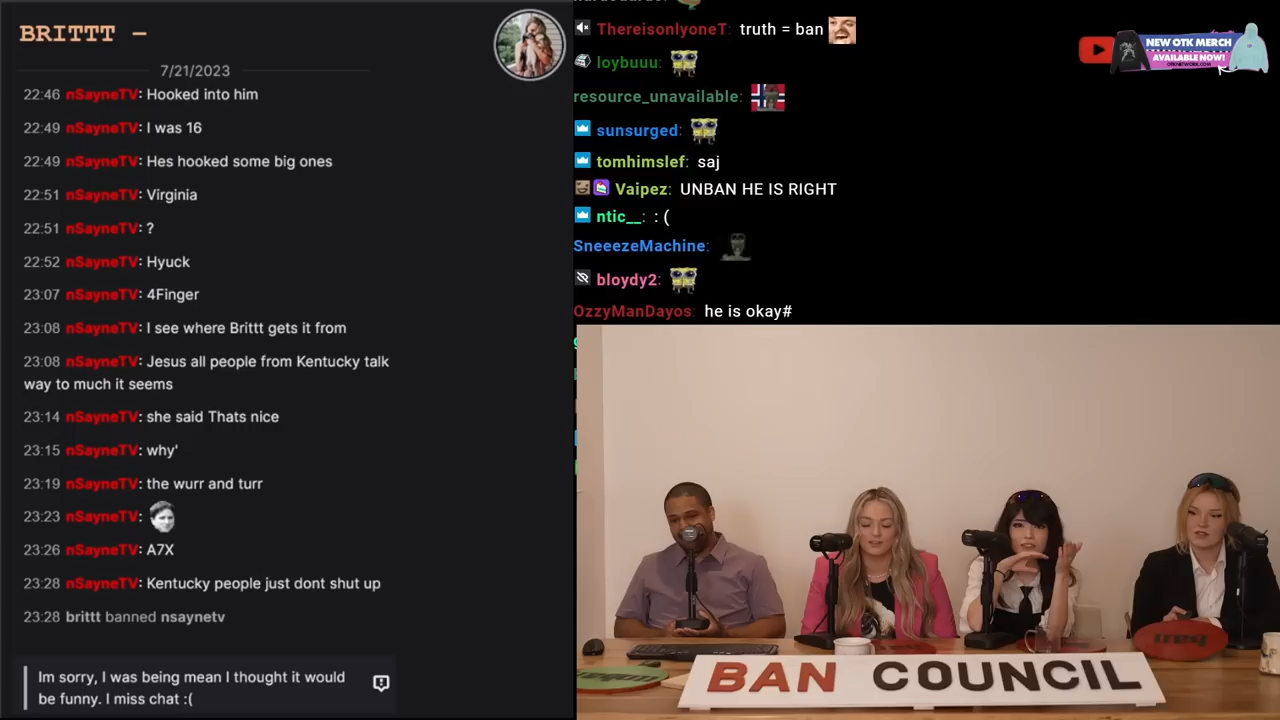 BRITTT –
7/21/2023
22:46 nSayneTV: Hooked into him
22:49 nSayneTV: I was 16
22:49 nSayneTV: Hes hooked some big ones
22:51 nSayneTV: Virginia
22:51 nSayneTV: ?
22:52 nSayneTV: Hyuck
23:07 nSayneTV: 4Finger
23:08 nSayneTV: I see where Brittt gets it from
23:08 nSayneTV: Jesus all people from Kentucky talk
way to much it seems
23:14 nSayneTV: she said Thats nice
23:15 nSayneTV: why'
23:19 nSayneTV: the wurr and turr
23:23 nSayneTV:
23:26 nSayneTV: A7X
23:28 nSayneTV: Kentucky people just dont shut up
23:28 brittt banned nsaynetv
Im sorry, I was being mean I thought it would
be funny. I miss chat :(
ThereisonlyoneT: truth = ban
loybuuu:
resource_unavailable:
sunsurged:
tomhimslef: saj
Vaipez: UNBAN HE IS RIGHT
ntic__: : (
SneeezeMachine:
bloydy2:
OzzyManDayos: he is okay#
NEW OTK MERCH
AVAILABLE NOW!
OTKNETWORK.COM
BAN COUNCIL